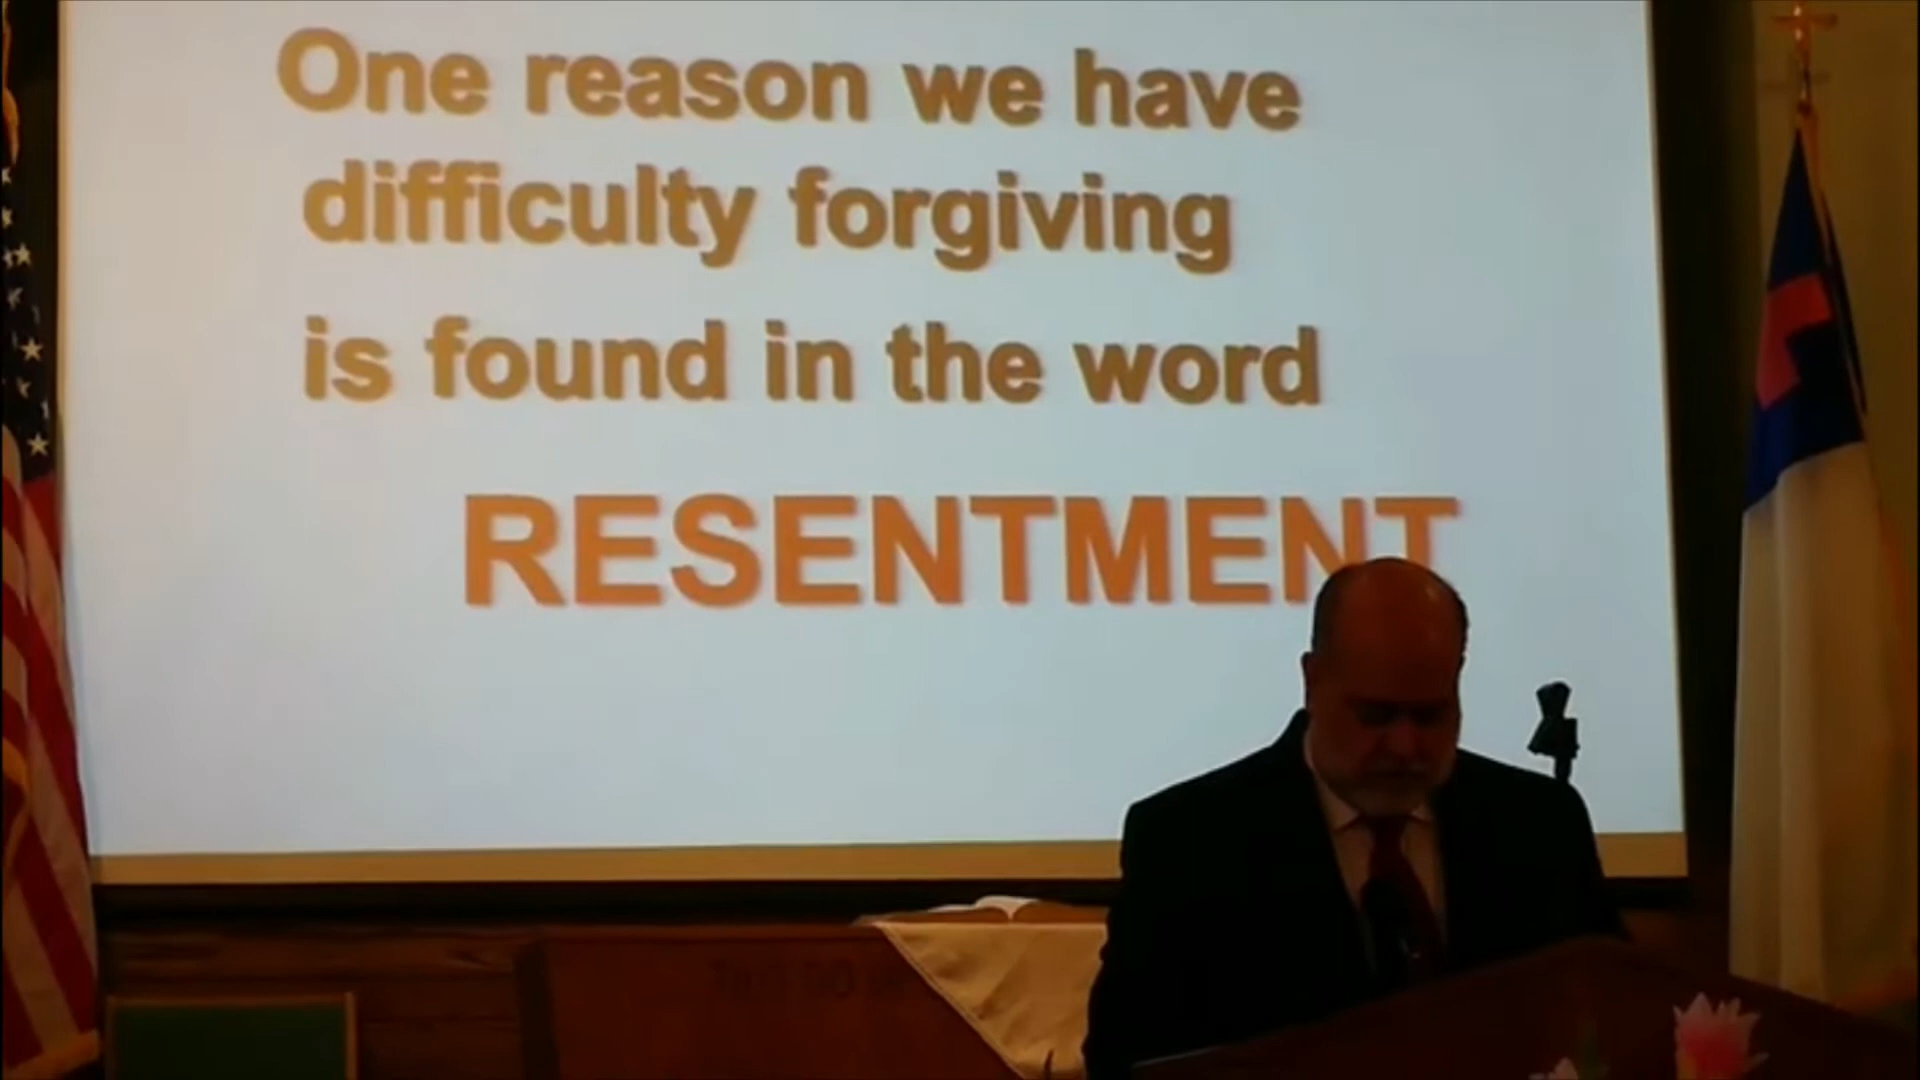 One reason we have
difficulty forgiving
is found in the word
RESENTMENT